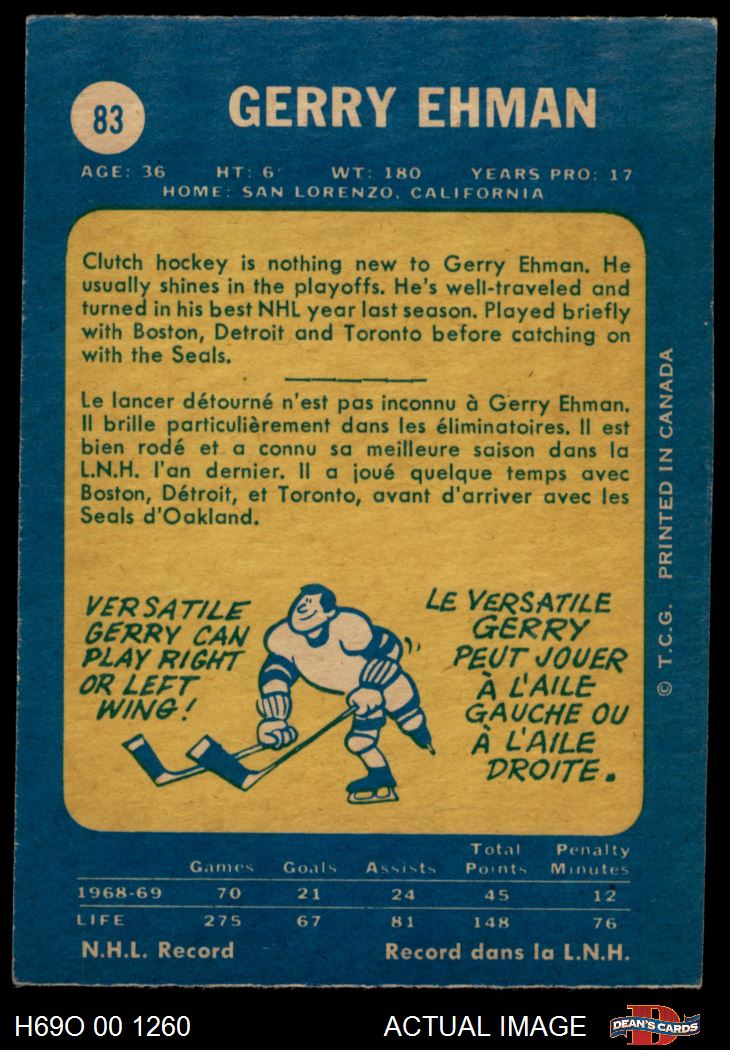 83
GERRY EHMAN
AGE: 36 HT: 6' WT: 180 YEARS PRO: 17
HOME: SAN LORENZO, CALIFORNIA
Clutch hockey is nothing new to Gerry Ehman. He
usually shines in the playoffs. He's well-traveled and
turned in his best NHL year last season. Played briefly
with Boston, Detroit and Toronto before catching on
with the Seals.
Le lancer détourné n'est pas inconnu à Gerry Ehman.
Il brille particulièrement dans les éliminatoires. Il est
bien rodé et a connu sa meilleure saison dans la
L.N.H. l'an dernier. Il a joué quelque temps avec
Boston, Détroit, et Toronto, avant d'arriver avec les
Seals d'Oakland.
VERSATILE
GERRY CAN
PLAY RIGHT
OR LEFT
WING!
LE VERSATILE
GERRY
PEUT JOUER
À L'AILE
GAUCHE OU
À L'AILE
DROITE.
© T.C.G. PRINTED IN CANADA
Total Penalty
Games Goals Assists Points Minutes
1968-69 70 21 24 45 12
LIFE 275 67 81 148 76
N.H.L. Record Record dans la L.N.H.
H69O 00 1260 ACTUAL IMAGE DEAN'S CARDS